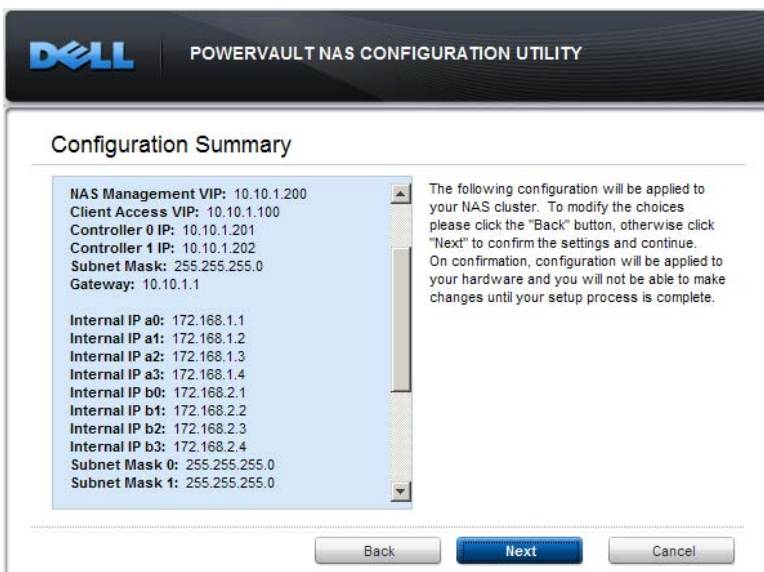 DELL
POWERVAULT NAS CONFIGURATION UTILITY
Configuration Summary
NAS Management VIP: 10.10.1.200
Client Access VIP: 10.10.1.100
Controller 0 IP: 10.10.1.201
Controller 1 IP: 10.10.1.202
Subnet Mask: 255.255.255.0
Gateway: 10.10.1.1
Internal IP a0: 172.168.1.1
Internal IP a1: 172.168.1.2
Internal IP a2: 172.168.1.3
Internal IP a3: 172.168.1.4
Internal IP b0: 172.168.2.1
Internal IP b1: 172.168.2.2
Internal IP b2: 172.168.2.3
Internal IP b3: 172.168.2.4
Subnet Mask 0: 255.255.255.0
Subnet Mask 1: 255.255.255.0
The following configuration will be applied to
your NAS cluster. To modify the choices
please click the "Back" button, otherwise click
"Next" to confirm the settings and continue.
On confirmation, configuration will be applied to
your hardware and you will not be able to make
changes until your setup process is complete.
Back
Next
Cancel